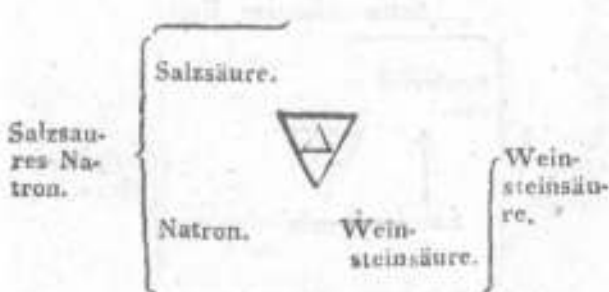 Salzsäure.
Salzsau-
res Na-
tron.
Wein-
steinsäu-
re.
Natron.
Wein-
steinsäure.